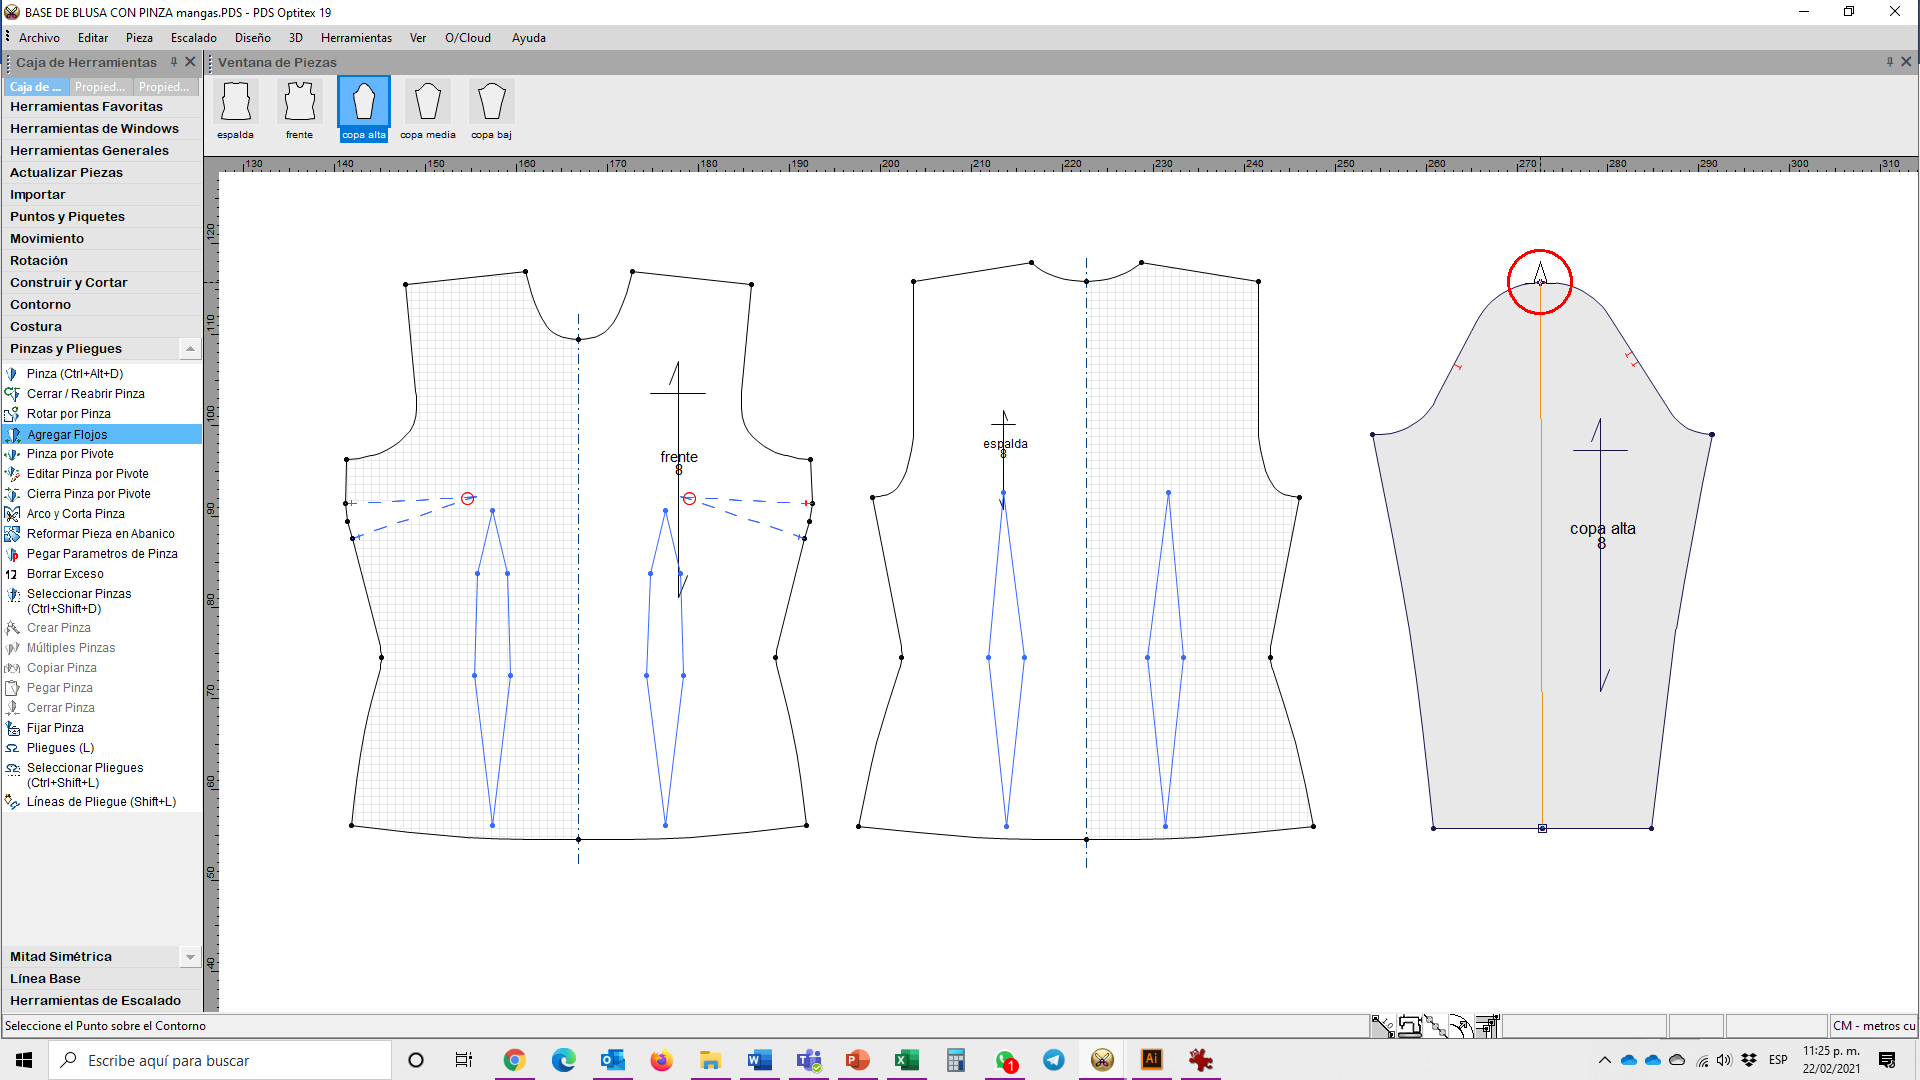 BASE DE BLUSA CON PINZA mangas.PDS - PDS Optitex 19
Archivo Editar Pieza Escalado Diseño 3D Herramientas Ver O/Cloud Ayuda
Caja de Herramientas
Ventana de Piezas
Caja de ... Propied... Propied...
Herramientas Favoritas
Herramientas de Windows
Herramientas Generales
Actualizar Piezas
Importar
Puntos y Piquetes
Movimiento
Rotación
Construir y Cortar
Contorno
Costura
Pinzas y Pliegues
Pinza (Ctrl+Alt+D)
Cerrar / Reabrir Pinza
Rotar por Pinza
Agregar Flojos
Pinza por Pivote
Editar Pinza por Pivote
Cierra Pinza por Pivote
Arco y Corta Pinza
Reformar Pieza en Abanico
Pegar Parametros de Pinza
Borrar Exceso
Seleccionar Pinzas
(Ctrl+Shift+D)
Crear Pinza
Múltiples Pinzas
Copiar Pinza
Pegar Pinza
Cerrar Pinza
Fijar Pinza
Pliegues (L)
Seleccionar Pliegues
(Ctrl+Shift+L)
Líneas de Pliegue (Shift+L)
Mitad Simétrica
Línea Base
Herramientas de Escalado
espalda frente copa alta copa media copa baj
130 140 150 160 170 180 190 200 210 220 230 240 250 260 270 280 290 300 310
120
110
100
90
80
70
60
50
40
frente
8
espalda
8
copa alta
8
Seleccione el Punto sobre el Contorno
CM - metros cu
Escribe aquí para buscar
1
Ai
ESP
11:25 p. m.
22/02/2021